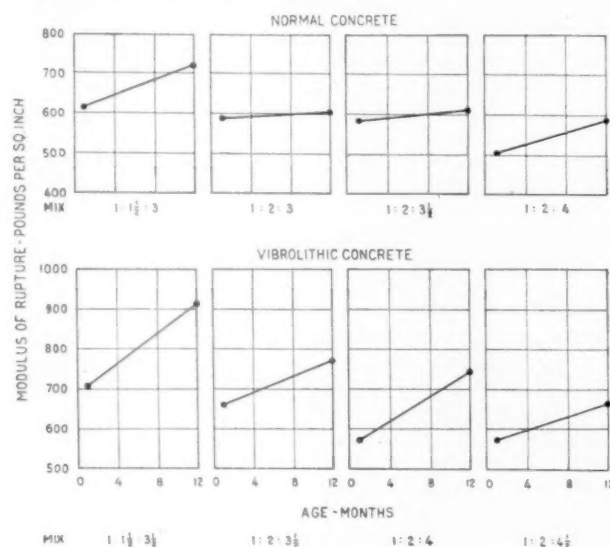 NORMAL CONCRETE
MODULUS OF RUPTURE - POUNDS PER SQ. INCH
800
700
600
500
400
MIX 1:1½:3 1:2:3 1:2:3½ 1:2:4
VIBROLITHIC CONCRETE
1000
900
800
700
600
500
0 4 8 12 0 4 8 12 0 4 8 12 0 4 8 12
AGE - MONTHS
MIX 1:1½:3½ 1:2:3½ 1:2:4 1:2:4½